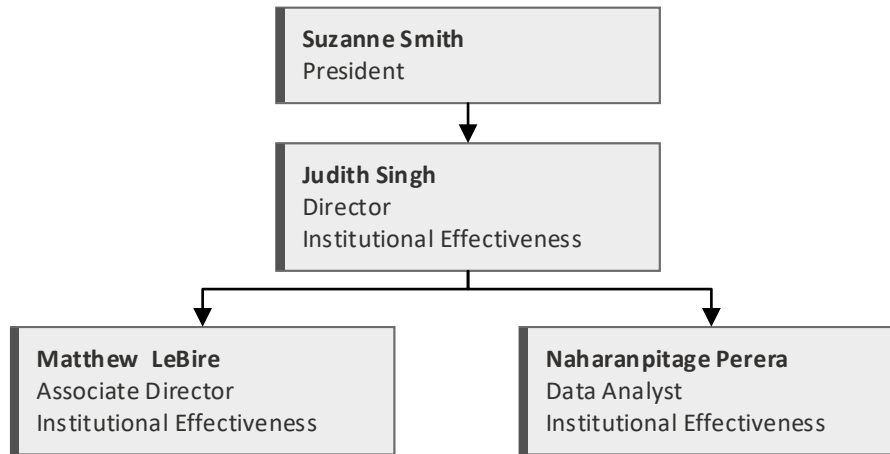 Suzanne Smith
President
Judith Singh
Director
Institutional Effectiveness
Matthew LeBire
Associate Director
Institutional Effectiveness
Naharanpitage Perera
Data Analyst
Institutional Effectiveness